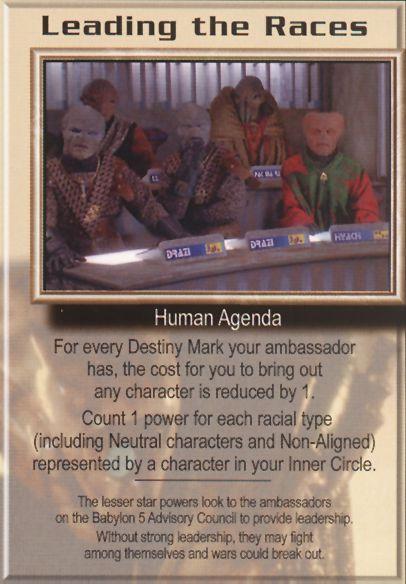 Leading the Races
PAK'MA'RA
DRAZI
DRAZI
HYACH
Human Agenda
For every Destiny Mark your ambassador
has, the cost for you to bring out
any character is reduced by 1.
Count 1 power for each racial type
(including Neutral characters and Non-Aligned)
represented by a character in your Inner Circle.
The lesser star powers look to the ambassadors
on the Babylon 5 Advisory Council to provide leadership.
Without strong leadership, they may fight
among themselves and wars could break out.